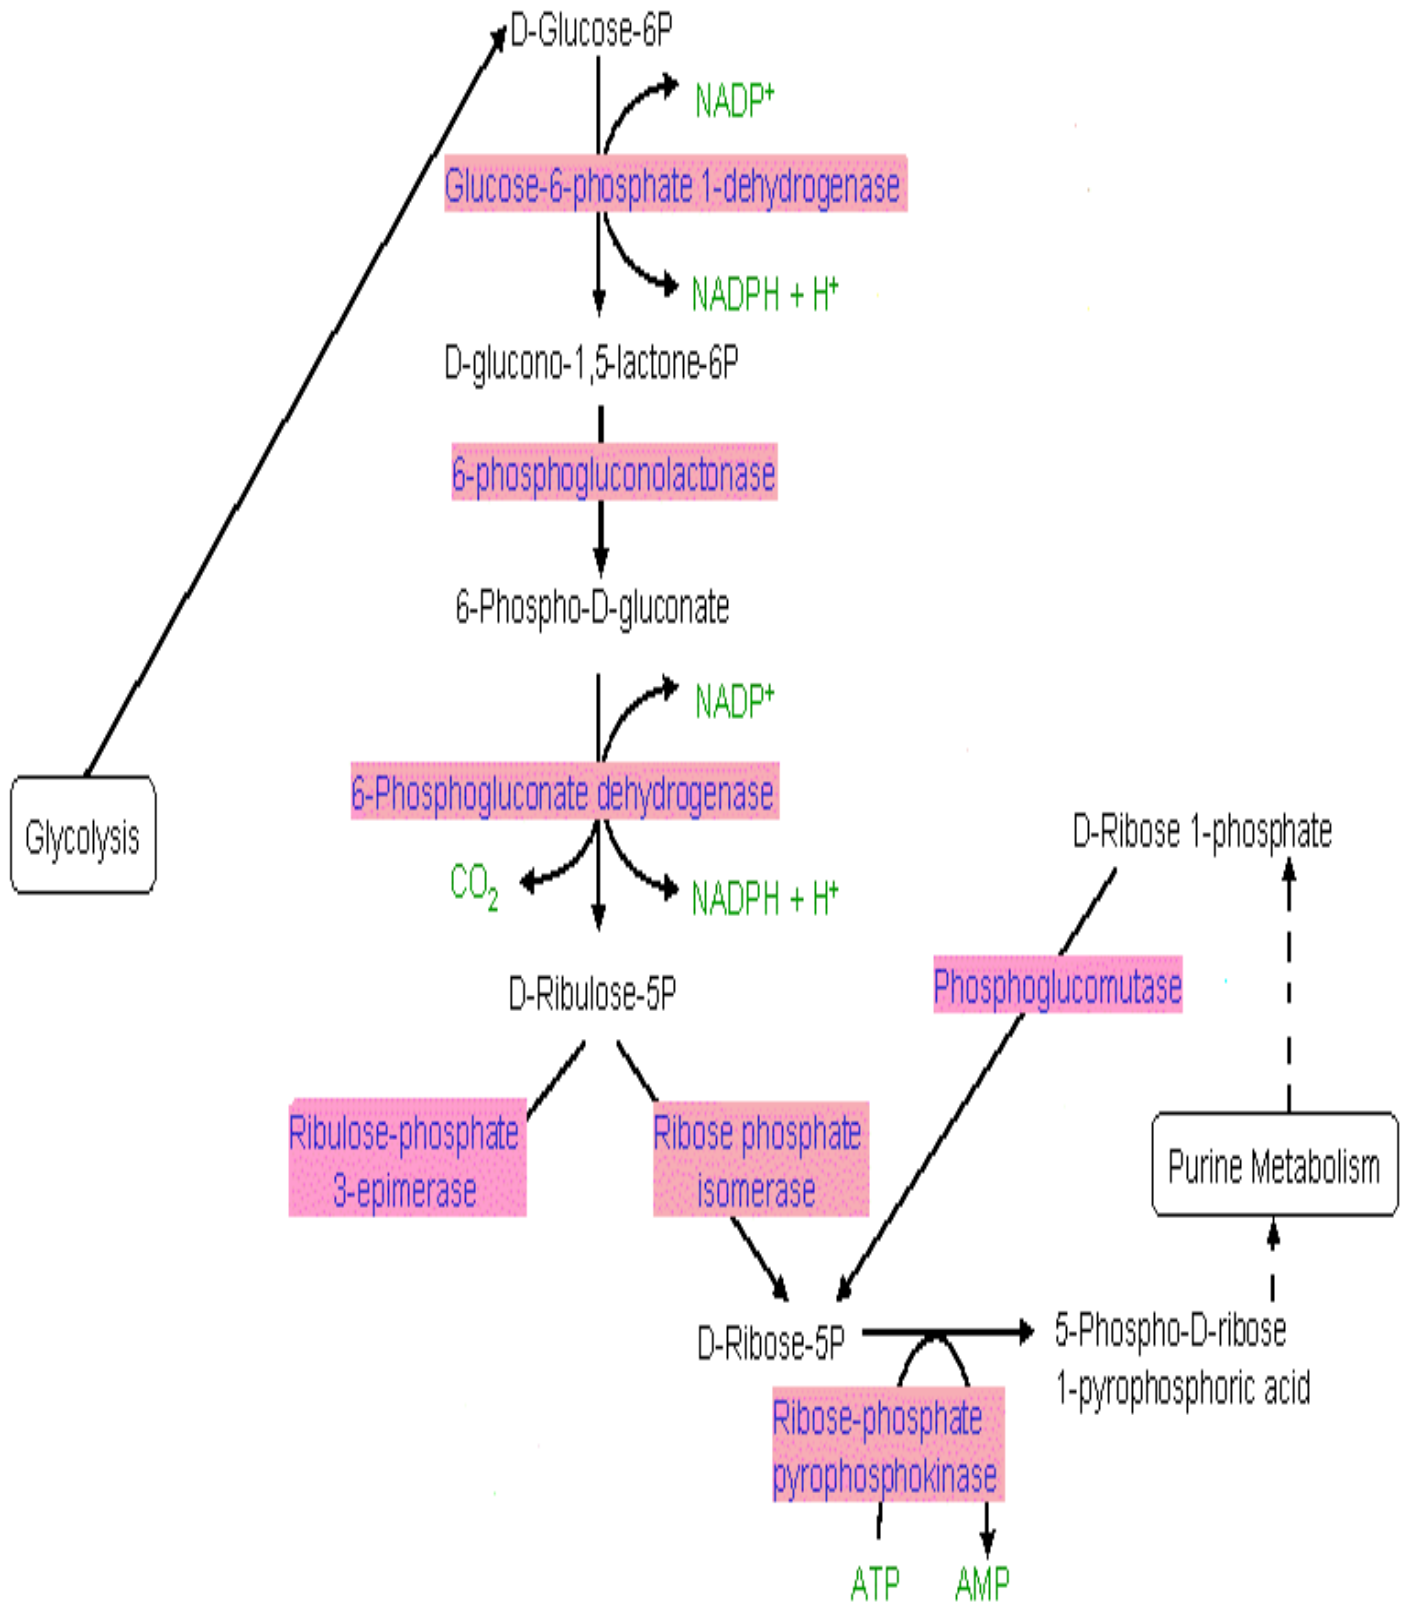 D-Glucose-6P
NADP⁺
Glucose-6-phosphate 1-dehydrogenase
NADPH + H⁺
D-glucono-1,5-lactone-6P
6-phosphogluconolactonase
6-Phospho-D-gluconate
NADP⁺
6-Phosphogluconate dehydrogenase
Glycolysis
CO₂
NADPH + H⁺
D-Ribose 1-phosphate
D-Ribulose-5P
Phosphoglucomutase
Ribulose-phosphate
3-epimerase
Ribose phosphate
isomerase
Purine Metabolism
D-Ribose-5P
5-Phospho-D-ribose
1-pyrophosphoric acid
Ribose-phosphate
pyrophosphokinase
ATP
AMP